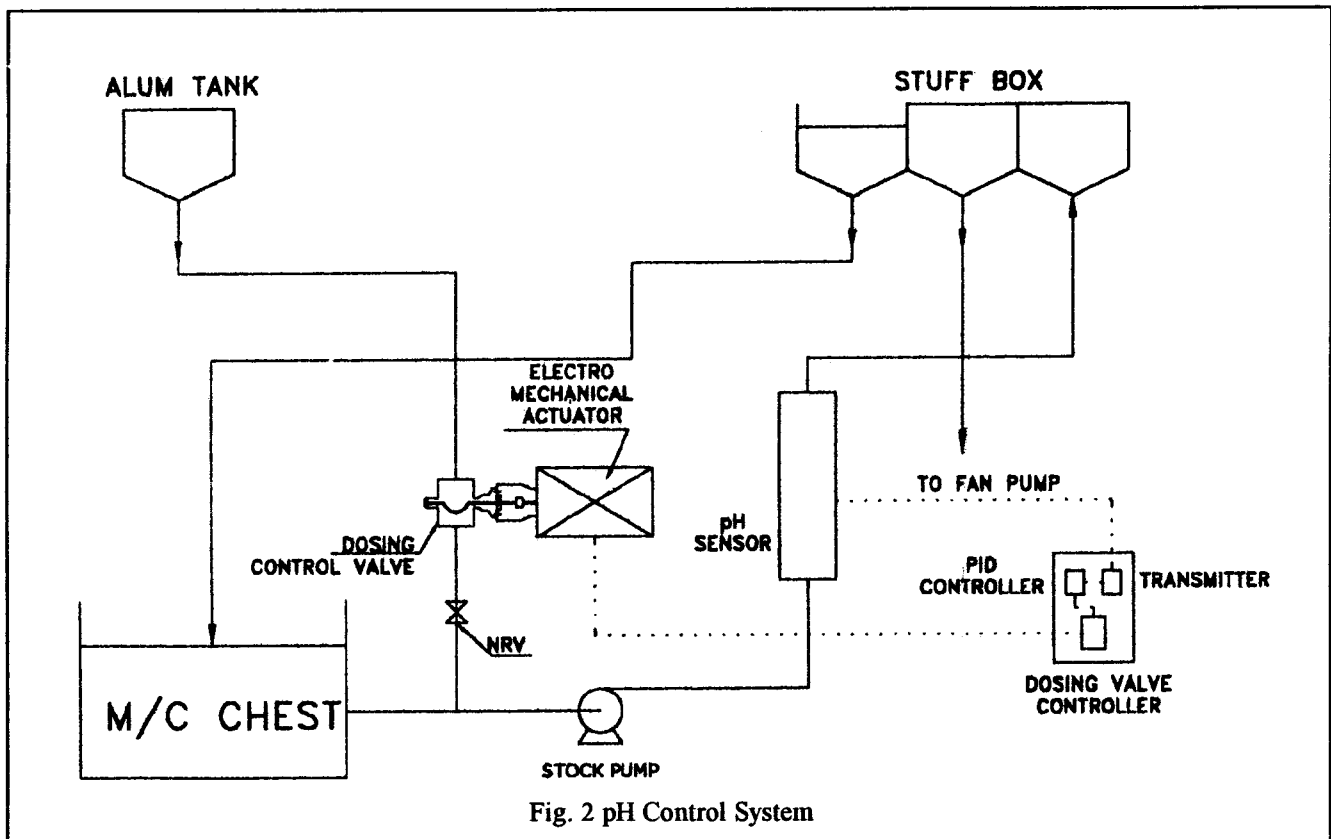 ALUM TANK
STUFF BOX
ELECTRO
MECHANICAL
ACTUATOR
TO FAN PUMP
pH
SENSOR
DOSING
CONTROL VALVE
PID
CONTROLLER
TRANSMITTER
NRV
M/C CHEST
DOSING VALVE
CONTROLLER
STOCK PUMP
Fig. 2 pH Control System